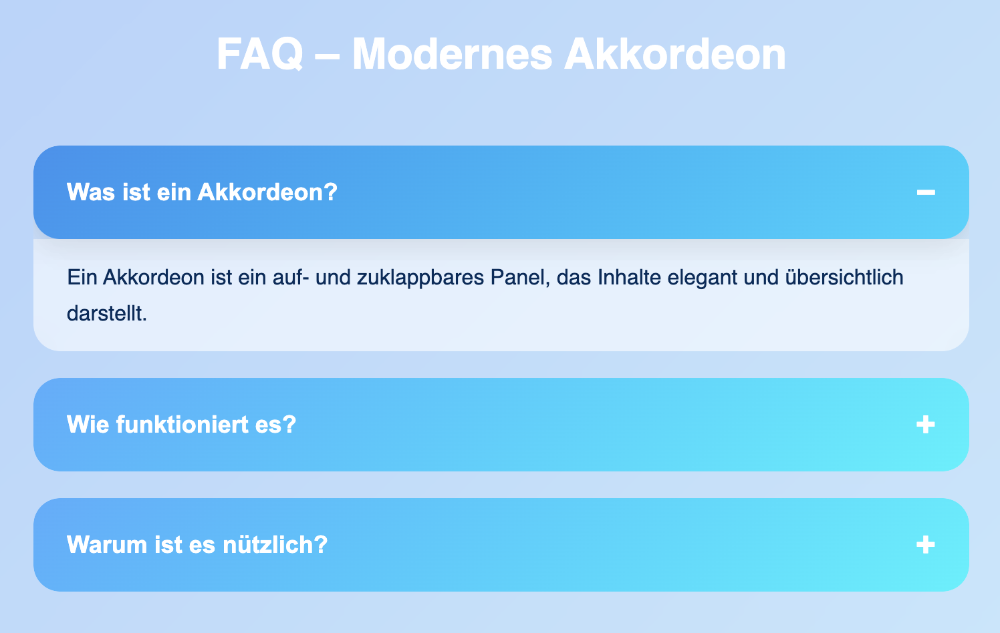 FAQ – Modernes Akkordeon
Was ist ein Akkordeon? −
Ein Akkordeon ist ein auf- und zuklappbares Panel, das Inhalte elegant und übersichtlich
darstellt.
Wie funktioniert es? +
Warum ist es nützlich? +